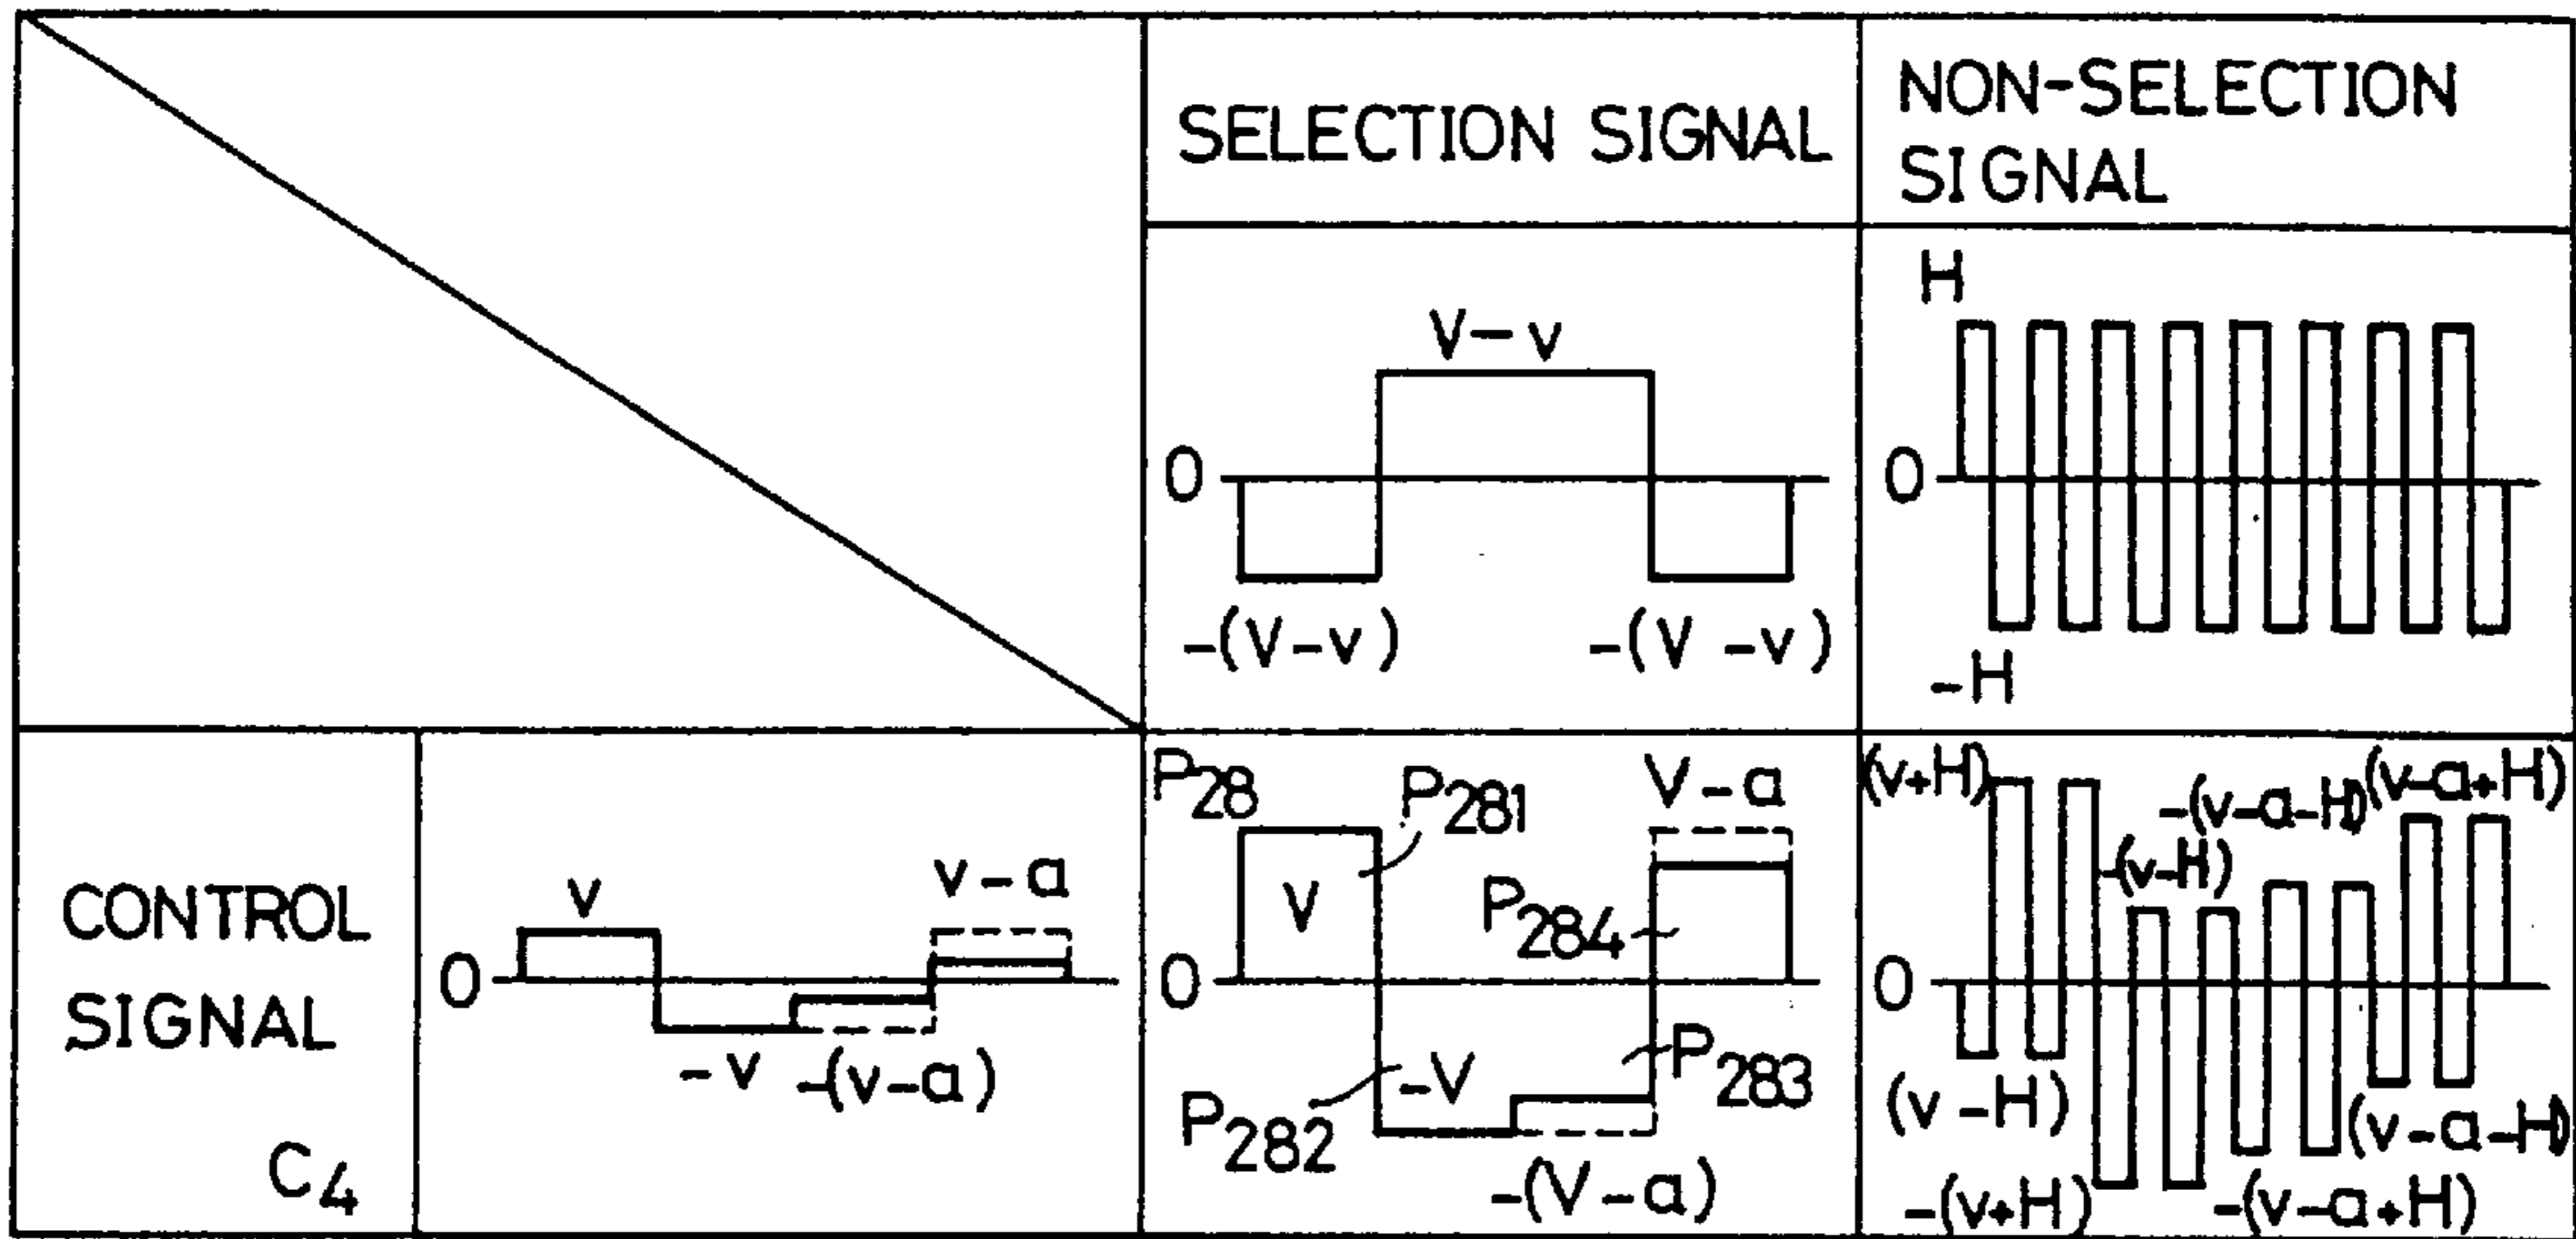 SELECTION SIGNAL
NON-SELECTION
SIGNAL
V-v
0
-(V-v)
-(V-v)
H
0
-H
CONTROL
SIGNAL
C4
v
v-a
0
-v
-(v-a)
P28
P281
V-a
V
P284
0
-V
P283
P282
-(V-a)
(v+H)
-(v-a-H)
(v-a+H)
-(v-H)
0
(v-H)
(v-a-H)
-(v+H)
-(v-a+H)